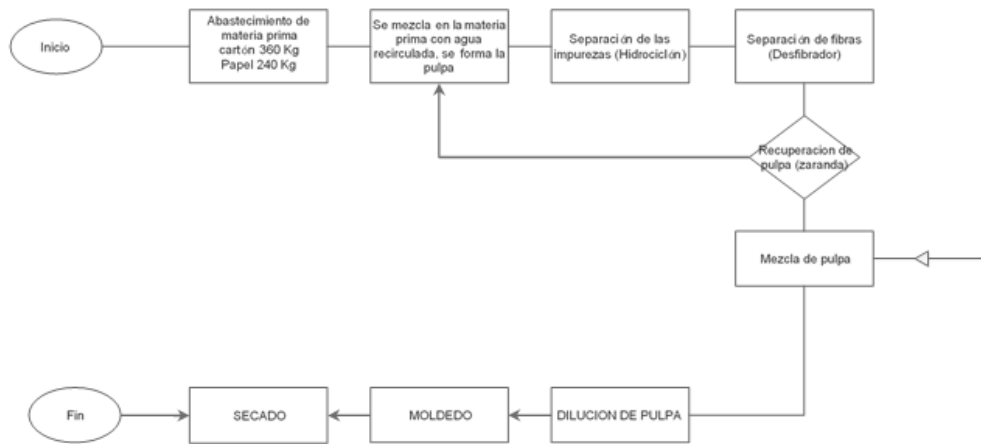 Inicio
Abastecimiento de
materia prima
cartón 360 Kg
Papel 240 Kg
Se mezcla en la materia
prima con agua
recirculada, se forma la
pulpa
Separación de las
impurezas (Hidrociclón)
Separación de fibras
(Desfibrador)
Recuperacion de
pulpa (zaranda)
Mezcla de pulpa
Fin
SECADO
MOLDEDO
DILUCION DE PULPA